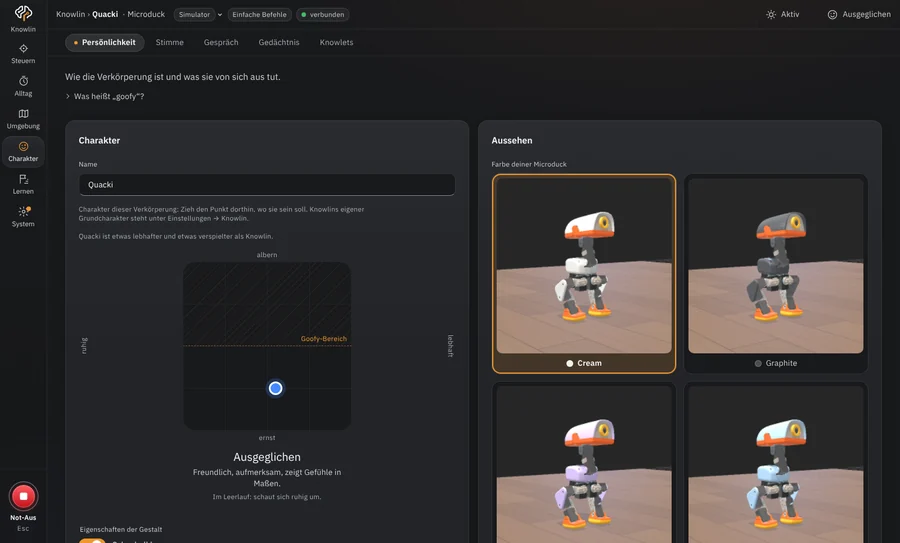 Knowlin › Quacki · Microduck
Simulator
Einfache Befehle
verbunden
Aktiv
Ausgeglichen
Knowlin
Steuern
Alltag
Umgebung
Charakter
Lernen
System
Not-Aus
Esc
Persönlichkeit
Stimme
Gespräch
Gedächtnis
Knowlets
Wie die Verkörperung ist und was sie von sich aus tut.
Was heißt „goofy“?
Charakter
Name
Quacki
Charakter dieser Verkörperung: Zieh den Punkt dorthin, wo sie sein soll. Knowlins eigener
Grundcharakter steht unter Einstellungen → Knowlin.
Quacki ist etwas lebhafter und etwas verspielter als Knowlin.
albern
ruhig
Goofy-Bereich
lebhaft
ernst
Ausgeglichen
Freundlich, aufmerksam, zeigt Gefühle in
Maßen.
Im Leerlauf: schaut sich ruhig um.
Eigenschaften der Gestalt
Aussehen
Farbe deiner Microduck
Cream
Graphite